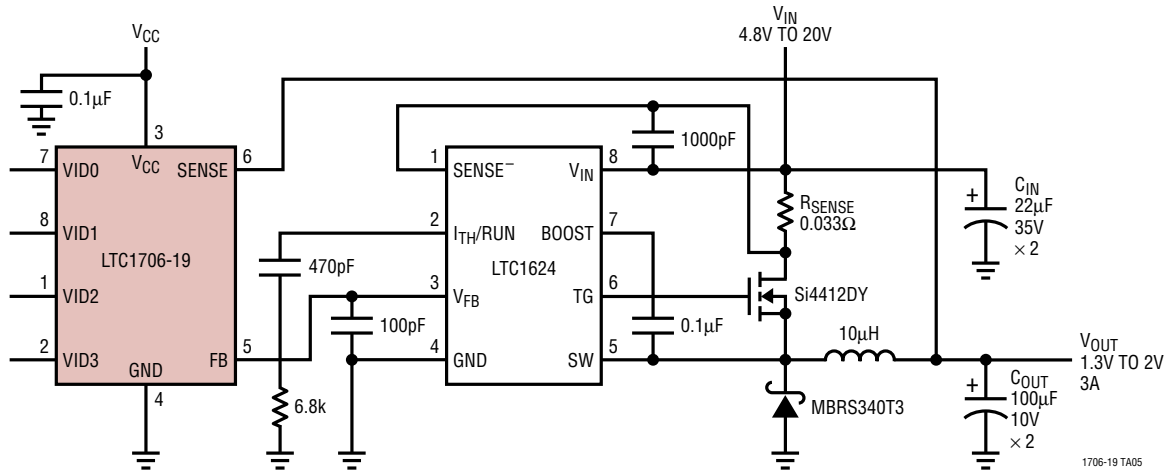 V_CC
0.1µF
3
V_CC
SENSE
6
7
VID0
8
VID1
LTC1706-19
1
VID2
2
VID3
FB
5
GND
4
470pF
6.8k
100pF
1
SENSE⁻
2
I_TH/RUN
3
V_FB
4
GND
LTC1624
V_IN
8
BOOST
7
TG
6
SW
5
1000pF
0.1µF
V_IN
4.8V TO 20V
R_SENSE
0.033Ω
Si4412DY
10µH
MBRS340T3
+
C_IN
22µF
35V
× 2
V_OUT
1.3V TO 2V
3A
+
C_OUT
100µF
10V
× 2
1706-19 TA05